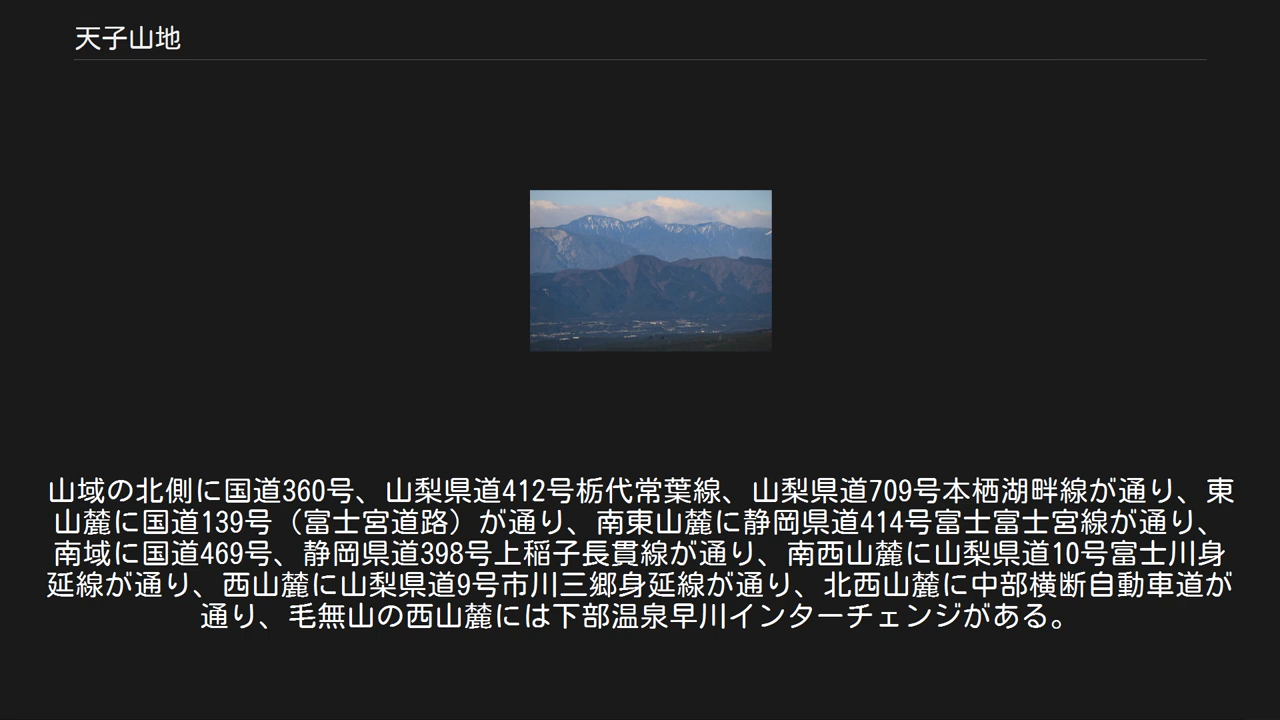 天子山地
山域の北側に国道360号、山梨県道412号栃代常葉線、山梨県道709号本栖湖畔線が通り、東
山麓に国道139号（富士宮道路）が通り、南東山麓に静岡県道414号富士富士宮線が通り、
南域に国道469号、静岡県道398号上稲子長貫線が通り、南西山麓に山梨県道10号富士川身
延線が通り、西山麓に山梨県道9号市川三郷身延線が通り、北西山麓に中部横断自動車道が
通り、毛無山の西山麓には下部温泉早川インターチェンジがある。